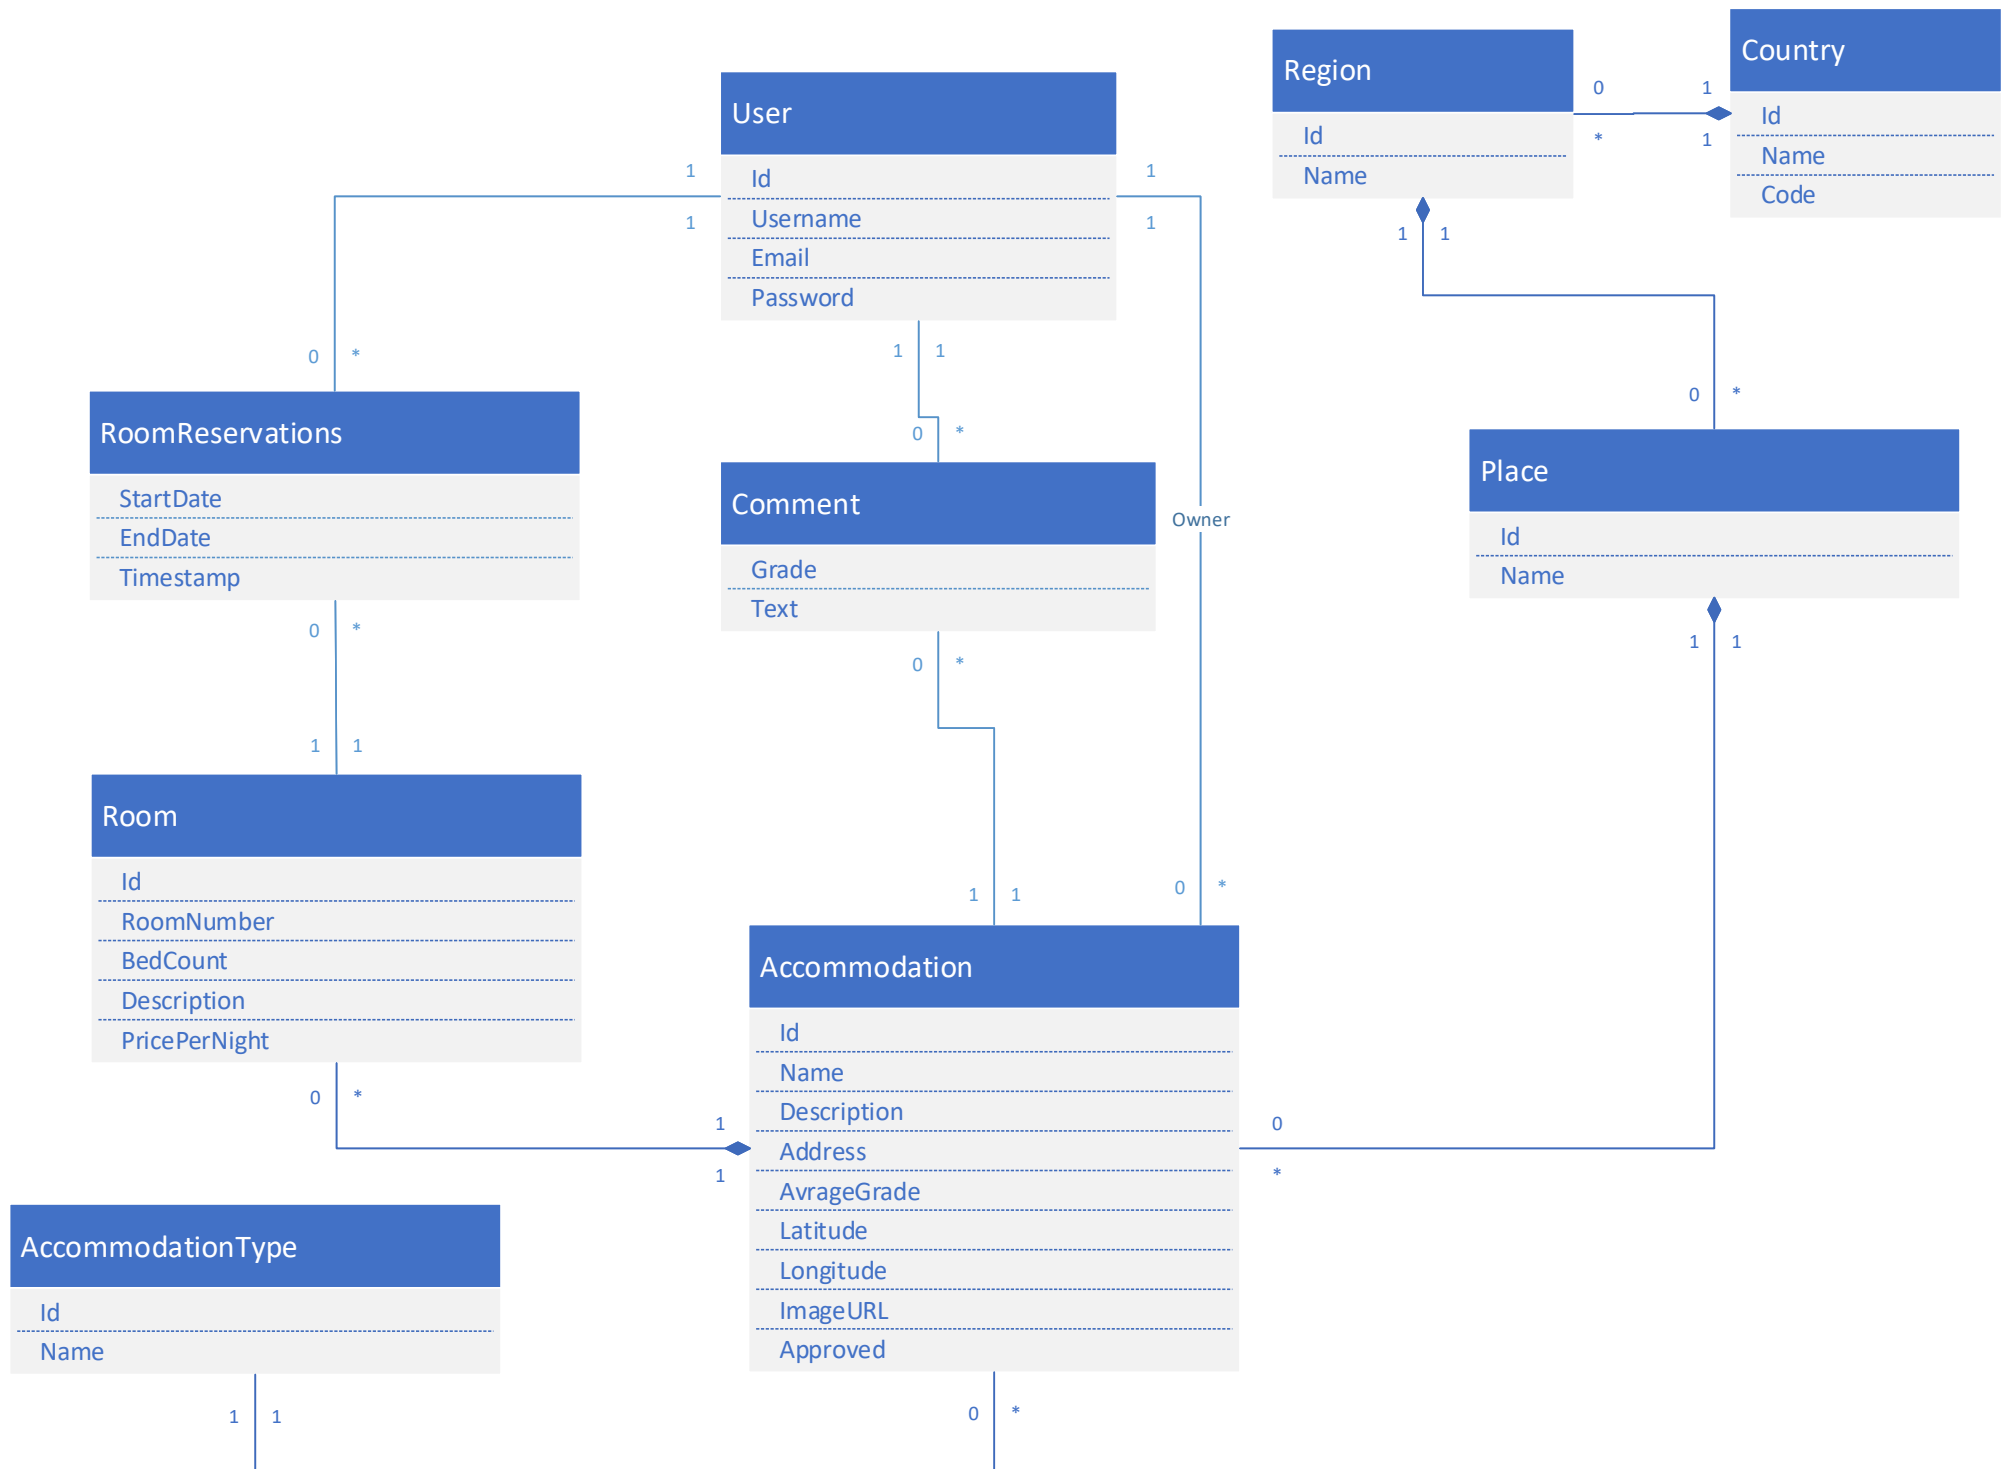 Country
Id
Name
Code
Region
Id
Name
0
1
*
1
1 1
User
Id
Username
Email
Password
1
1
1
1
1 1
0 *
0 *
0 *
RoomReservations
StartDate
EndDate
Timestamp
0 *
1 1
Comment
Grade
Text
0 *
1 1
Owner
0 *
Place
Id
Name
1 1
Room
Id
RoomNumber
BedCount
Description
PricePerNight
0 *
1
1
Accommodation
Id
Name
Description
Address
AvrageGrade
Latitude
Longitude
ImageURL
Approved
0
*
0 *
AccommodationType
Id
Name
1 1